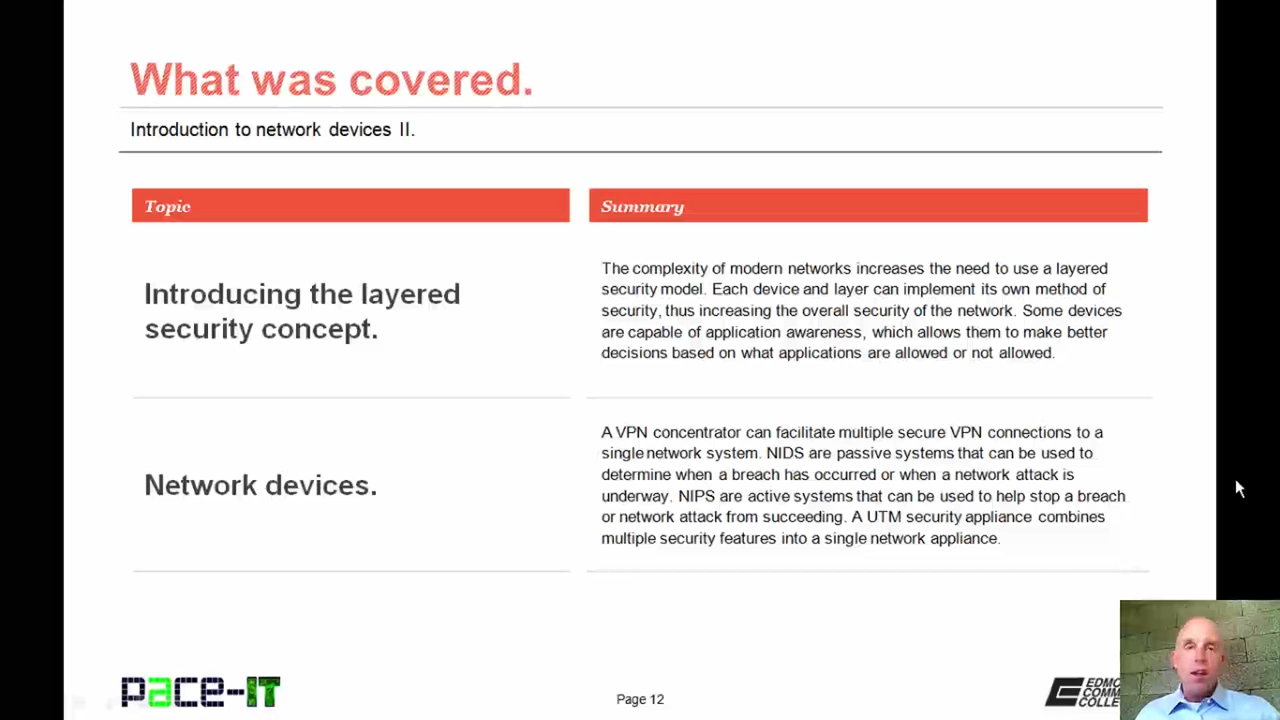 What was covered.
Introduction to network devices II.
Topic
Summary
Introducing the layered
security concept.
The complexity of modern networks increases the need to use a layered
security model. Each device and layer can implement its own method of
security, thus increasing the overall security of the network. Some devices
are capable of application awareness, which allows them to make better
decisions based on what applications are allowed or not allowed.
Network devices.
A VPN concentrator can facilitate multiple secure VPN connections to a
single network system. NIDS are passive systems that can be used to
determine when a breach has occurred or when a network attack is
underway. NIPS are active systems that can be used to help stop a breach
or network attack from succeeding. A UTM security appliance combines
multiple security features into a single network appliance.
PACE-IT
Page 12
EDMO
COMM
COLLE